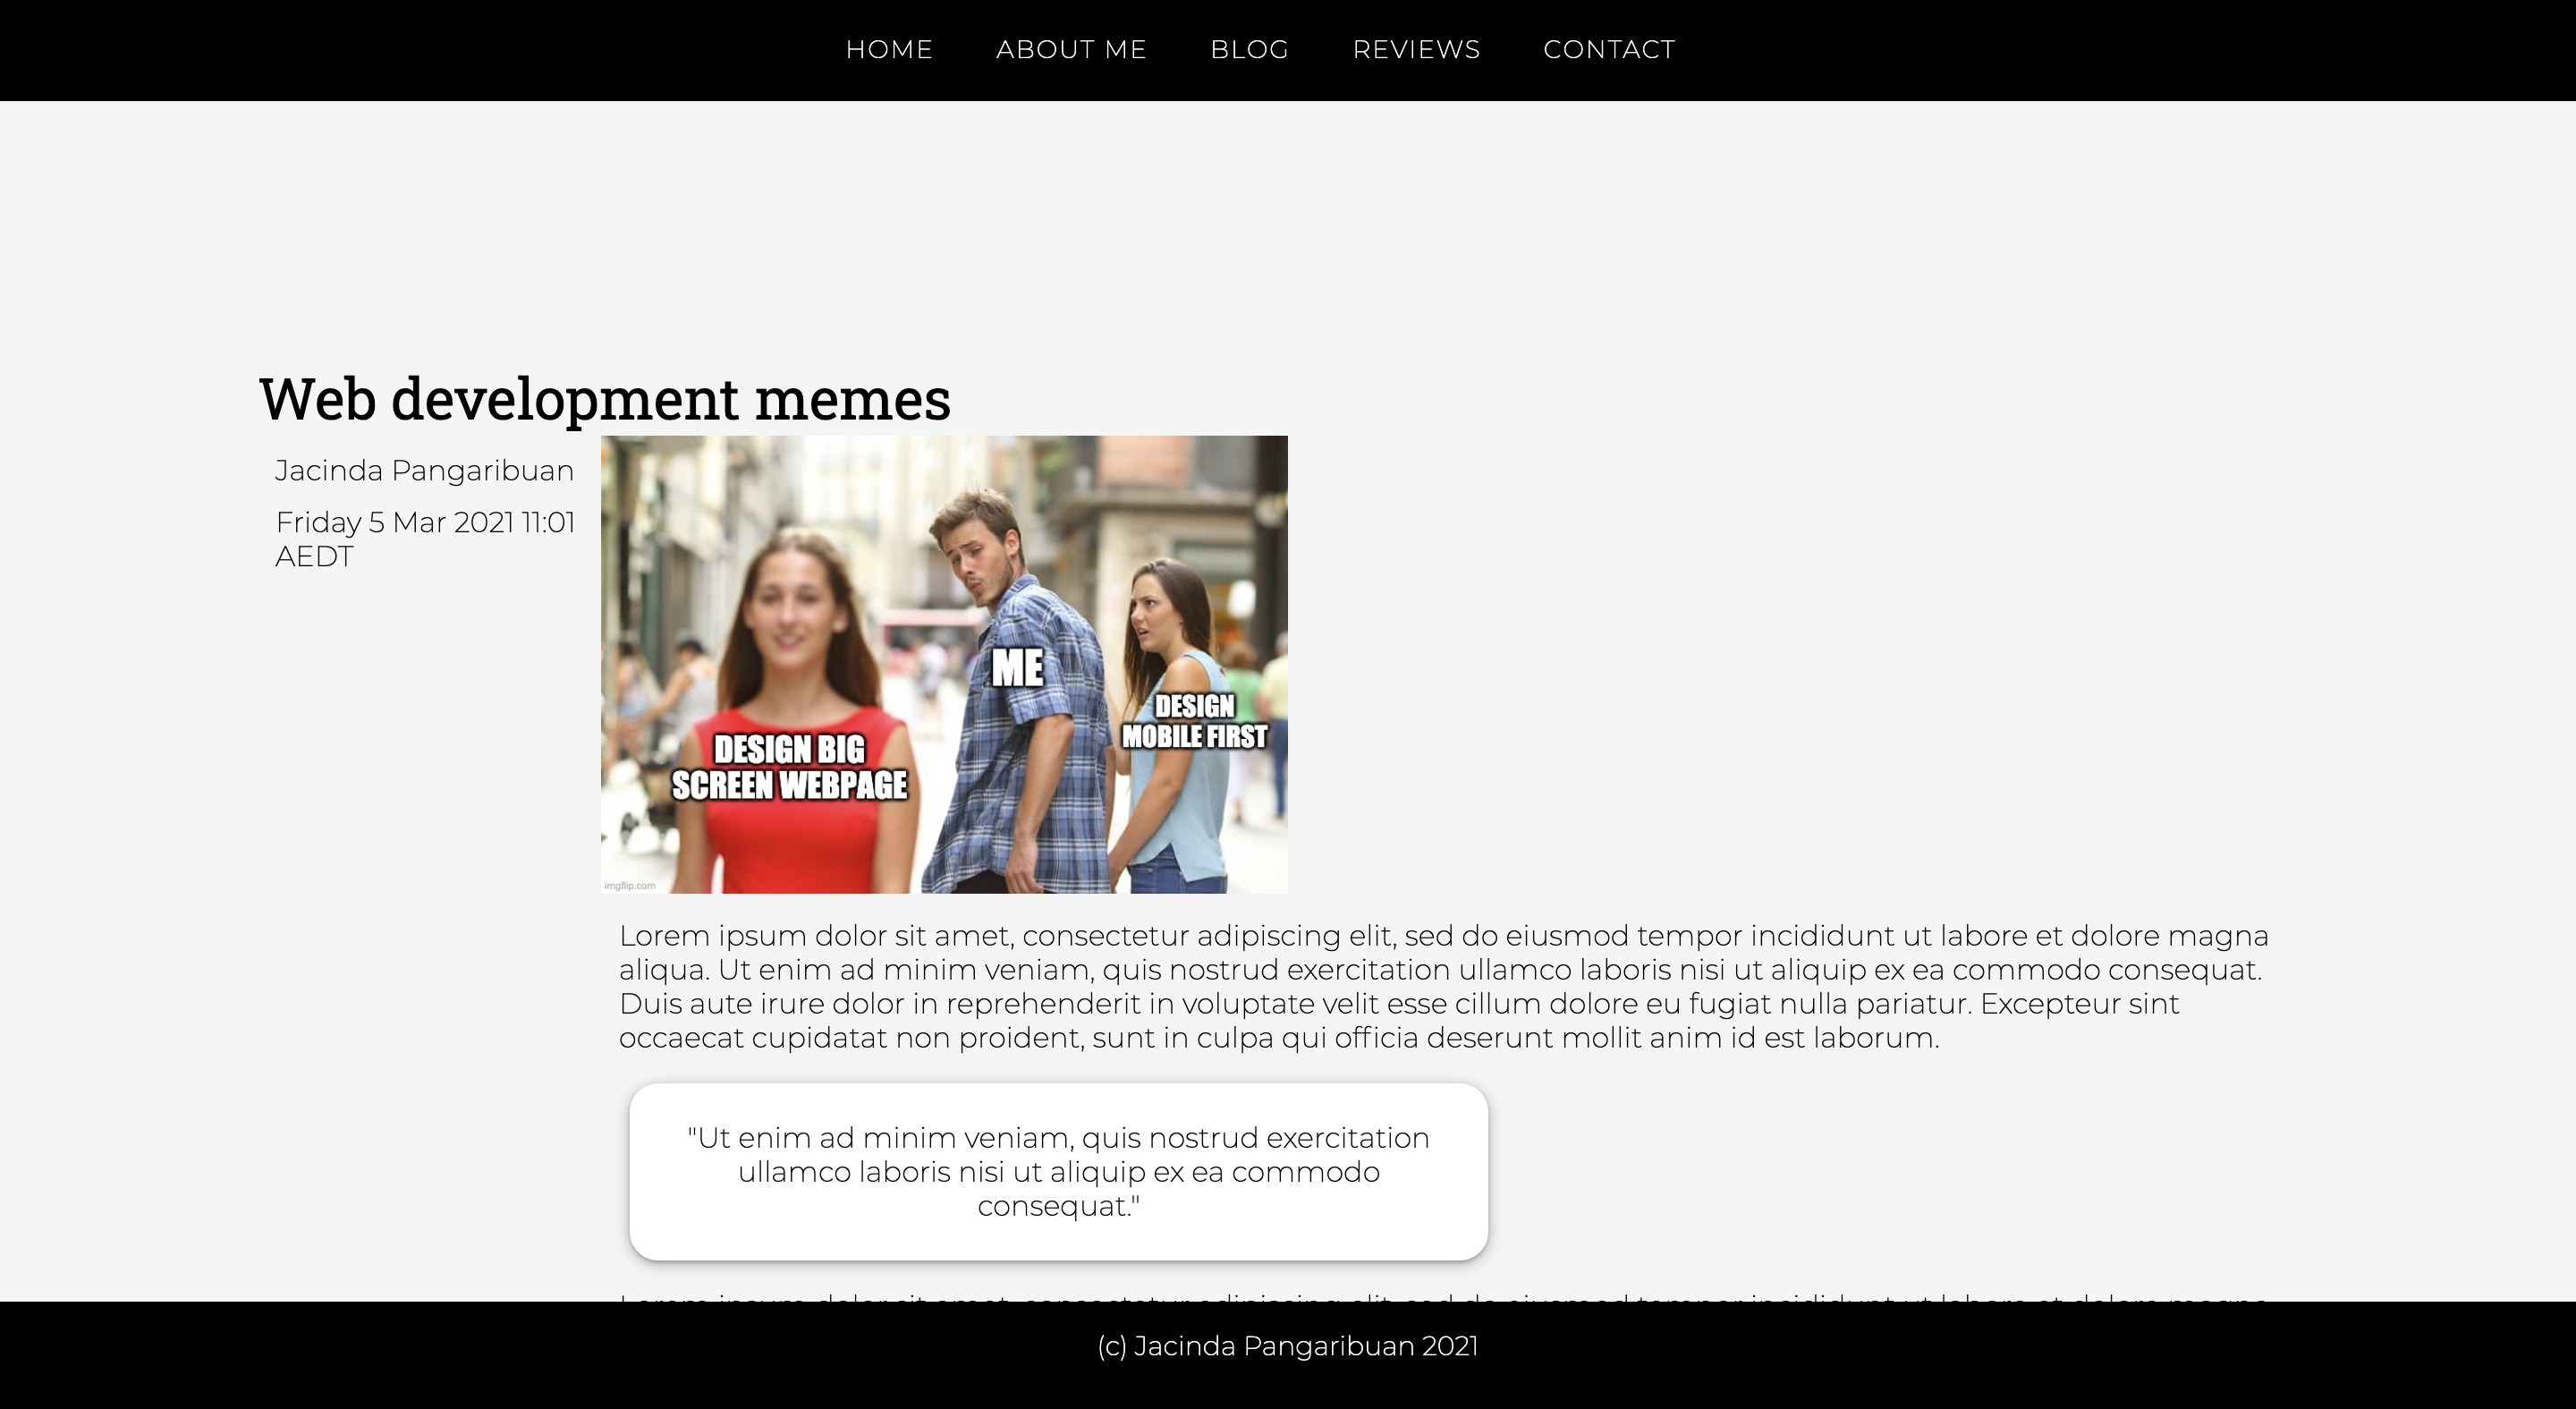 HOME ABOUT ME BLOG REVIEWS CONTACT
Web development memes
Jacinda Pangaribuan
Friday 5 Mar 2021 11:01
AEDT
ME
DESIGN
MOBILE FIRST
DESIGN BIG
SCREEN WEBPAGE
imgflip.com
Lorem ipsum dolor sit amet, consectetur adipiscing elit, sed do eiusmod tempor incididunt ut labore et dolore magna
aliqua. Ut enim ad minim veniam, quis nostrud exercitation ullamco laboris nisi ut aliquip ex ea commodo consequat.
Duis aute irure dolor in reprehenderit in voluptate velit esse cillum dolore eu fugiat nulla pariatur. Excepteur sint
occaecat cupidatat non proident, sunt in culpa qui officia deserunt mollit anim id est laborum.
"Ut enim ad minim veniam, quis nostrud exercitation
ullamco laboris nisi ut aliquip ex ea commodo
consequat."
(c) Jacinda Pangaribuan 2021